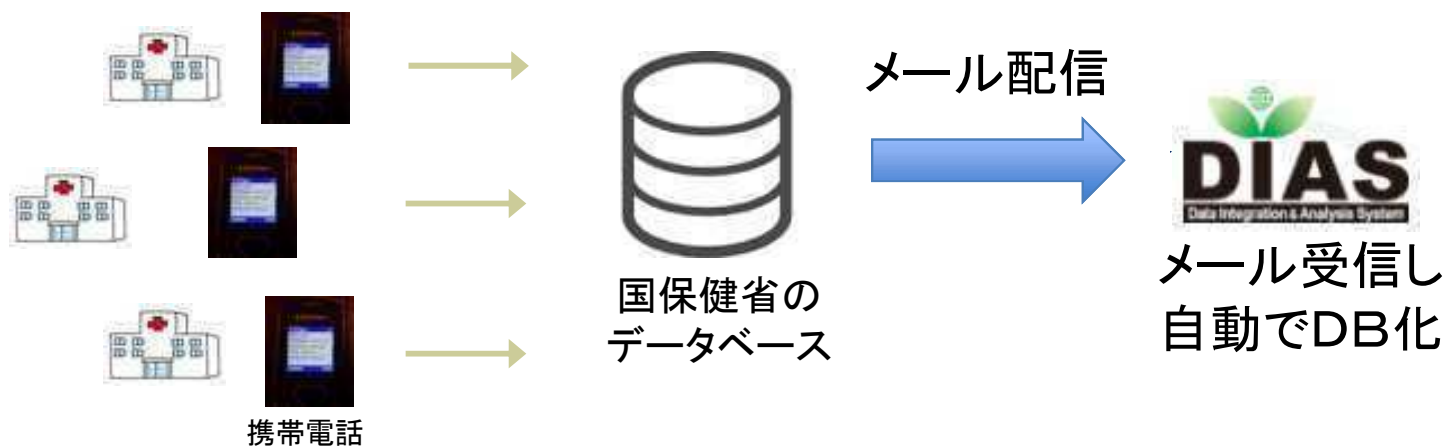 メール配信
DIAS
Data Integration & Analysis System
国保健省の
データベース
メール受信し
自動でＤＢ化
携帯電話